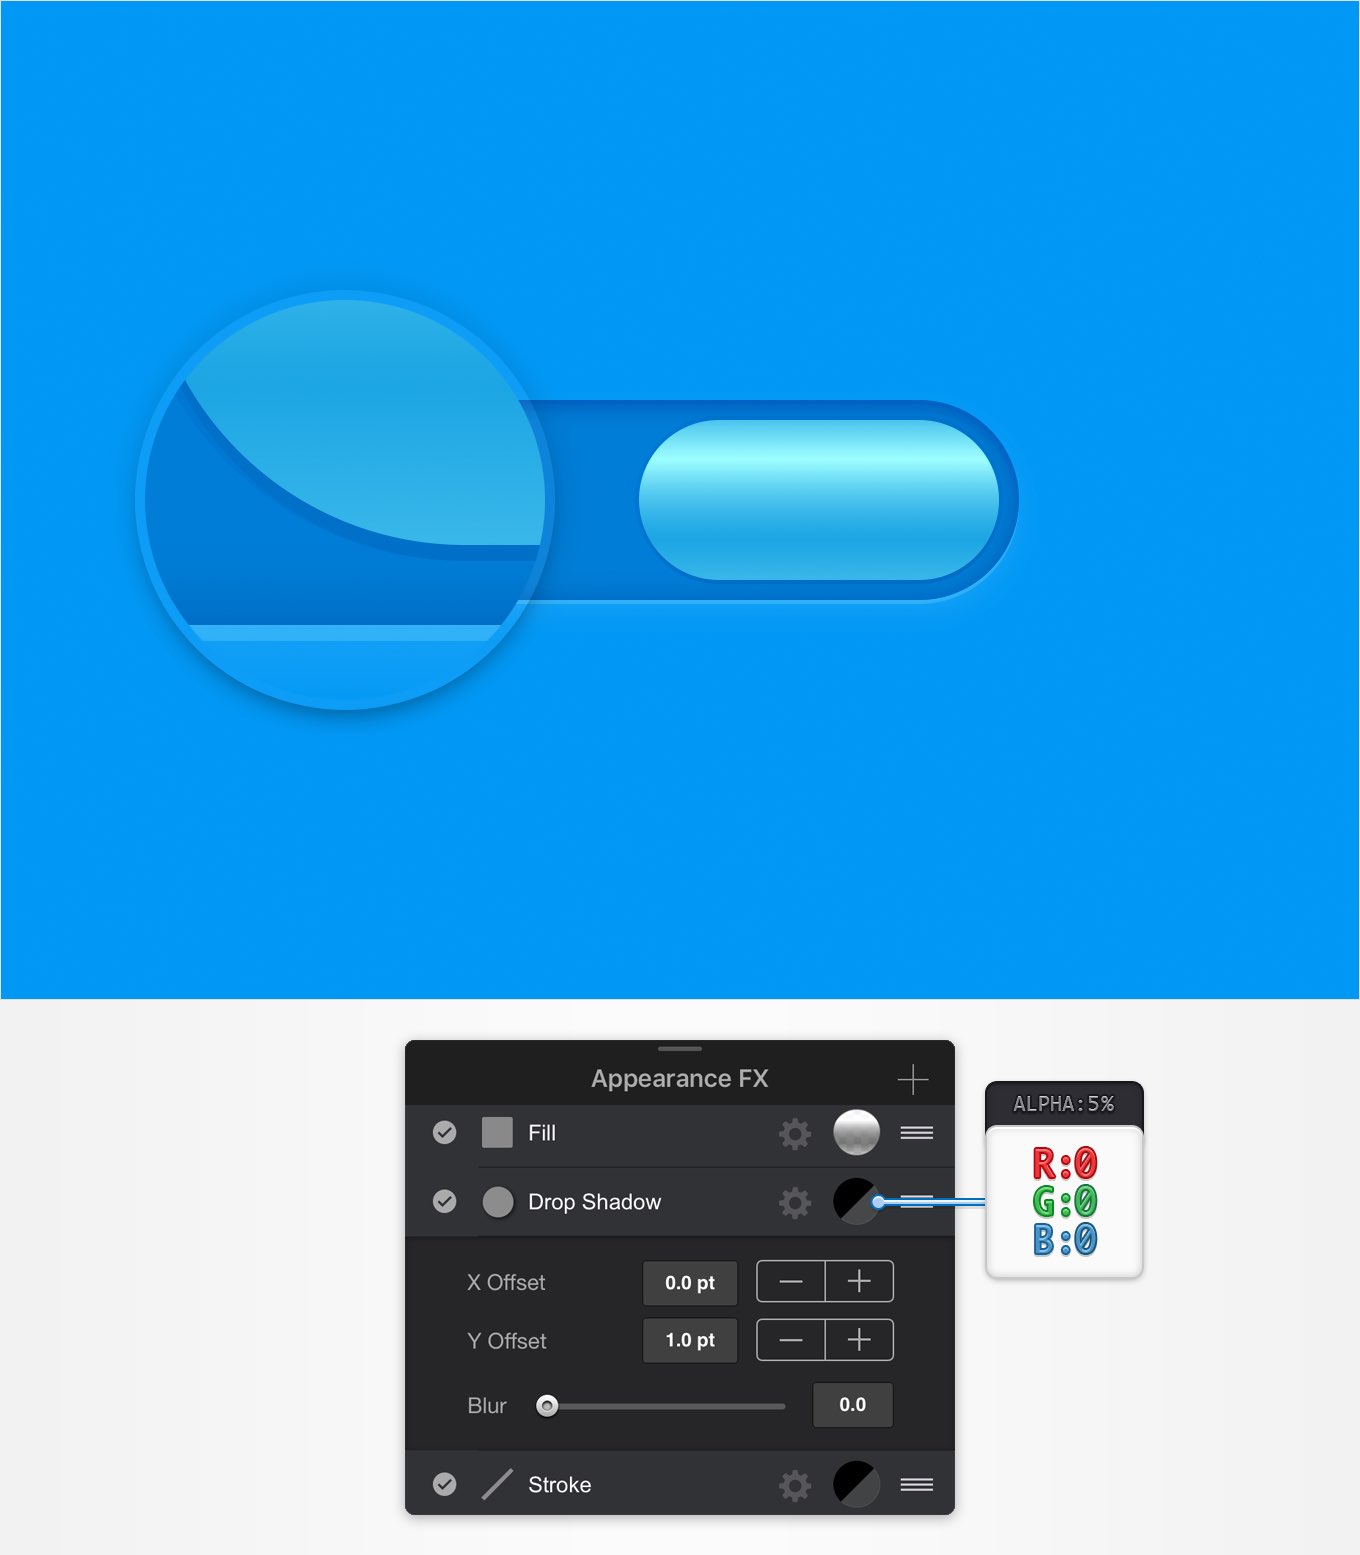 Appearance FX
Fill
Drop Shadow
X Offset 0.0 pt
Y Offset 1.0 pt
Blur 0.0
Stroke
ALPHA:5%
R:0
G:0
B:0